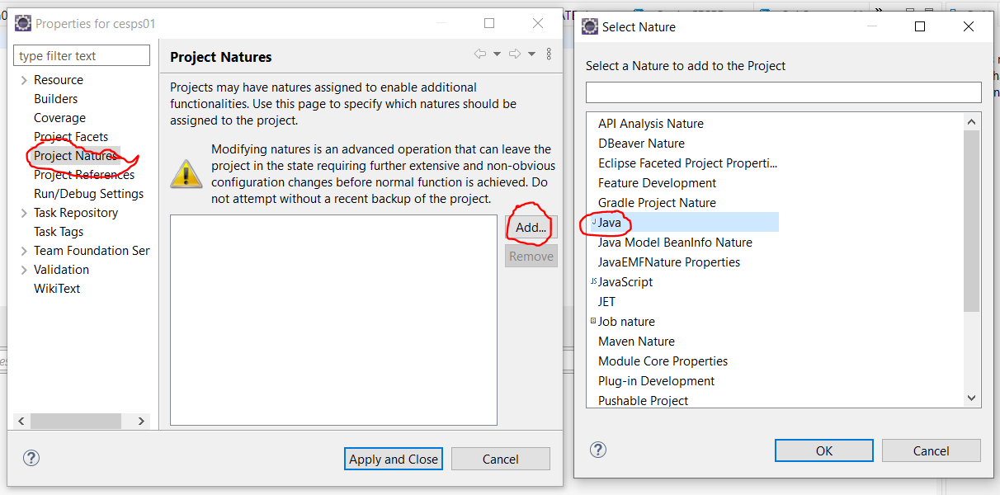 Properties for cesps01
type filter text
Resource
Builders
Coverage
Project Facets
Project Natures
Project References
Run/Debug Settings
Task Repository
Task Tags
Team Foundation Ser
Validation
WikiText
Project Natures
Projects may have natures assigned to enable additional
functionalities. Use this page to specify which natures should be
assigned to the project.
Modifying natures is an advanced operation that can leave the
project in the state requiring further extensive and non-obvious
configuration changes before normal function is achieved. Do
not attempt without a recent backup of the project.
Add...
Remove
Apply and Close
Cancel
Select Nature
Select a Nature to add to the Project
API Analysis Nature
DBeaver Nature
Eclipse Faceted Project Properti...
Feature Development
Gradle Project Nature
J Java
Java Model BeanInfo Nature
JavaEMFNature Properties
JS JavaScript
JET
Job nature
Maven Nature
Module Core Properties
Plug-in Development
Pushable Project
OK
Cancel